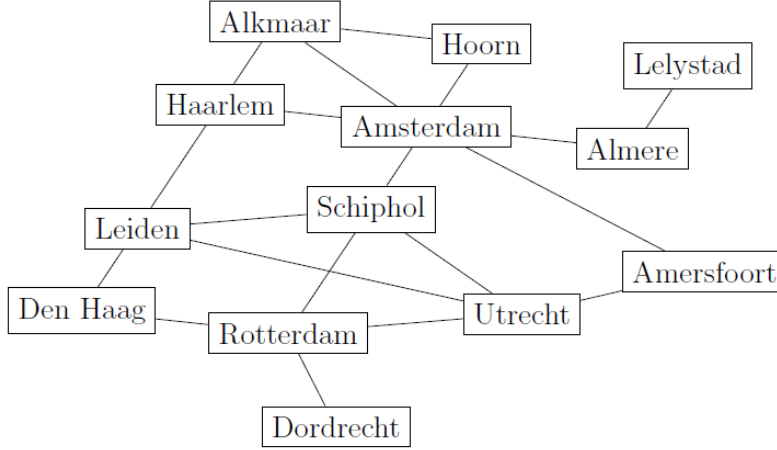 Alkmaar
Hoorn
Lelystad
Haarlem
Amsterdam
Almere
Schiphol
Leiden
Amersfoort
Den Haag
Utrecht
Rotterdam
Dordrecht